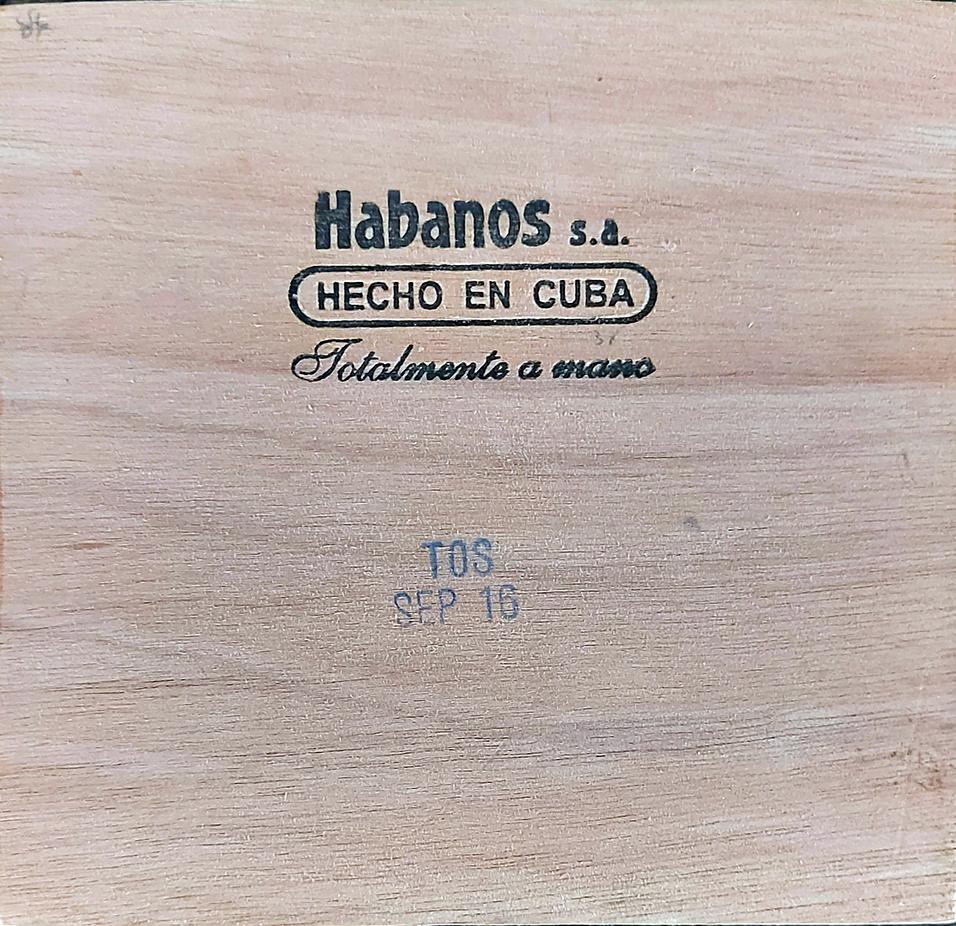 Habanos s.a.
HECHO EN CUBA
Totalmente a mano
TOS
SEP 16